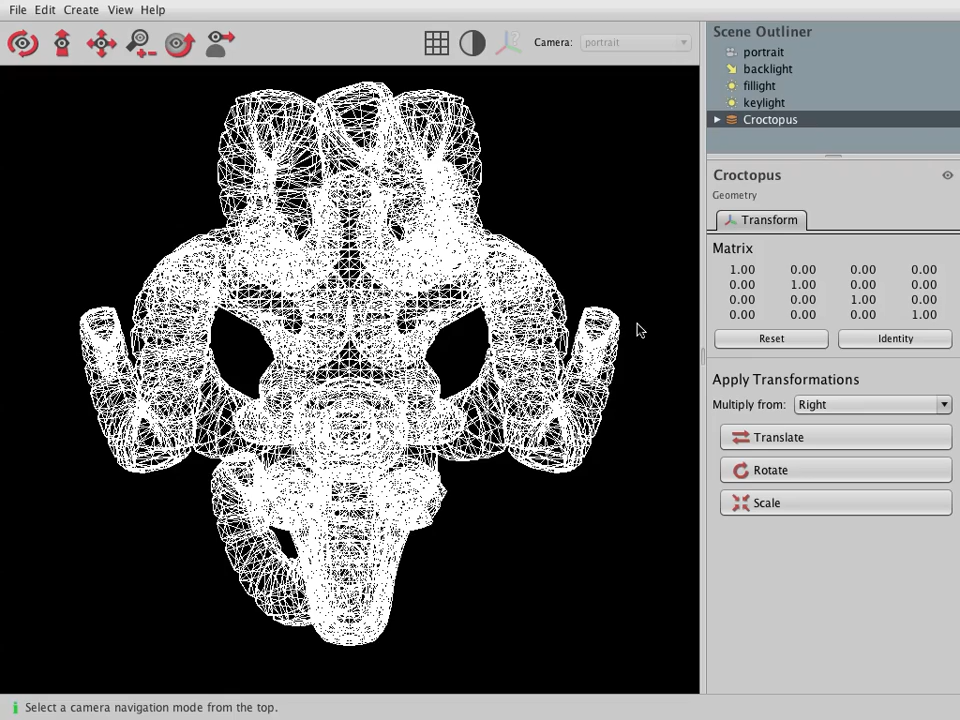 File Edit Create View Help
Camera: portrait
Scene Outliner
portrait
backlight
fillight
keylight
Croctopus
Croctopus
Geometry
Transform
Matrix
1.00 0.00 0.00 0.00
0.00 1.00 0.00 0.00
0.00 0.00 1.00 0.00
0.00 0.00 0.00 1.00
Reset Identity
Apply Transformations
Multiply from: Right
Translate
Rotate
Scale
Select a camera navigation mode from the top.